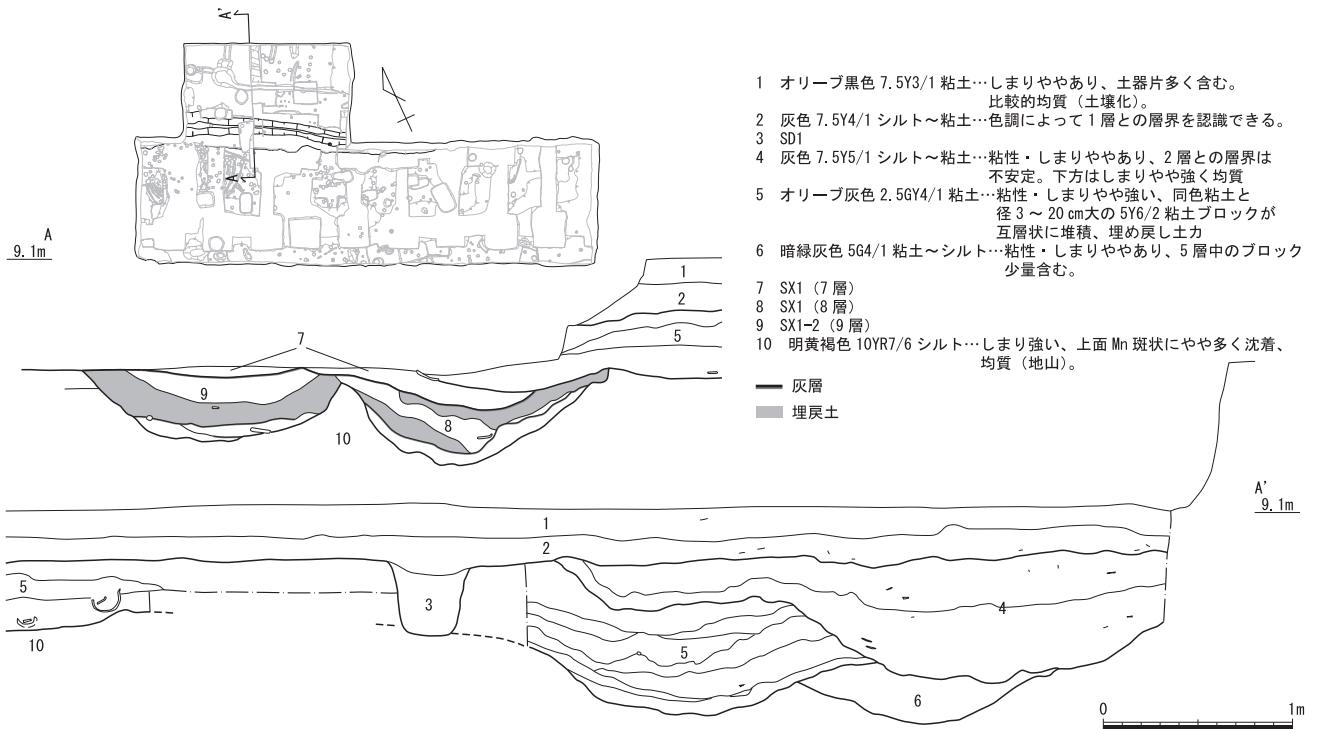 A'
A
A
9.1m
1 オリーブ黒色 7.5Y3/1 粘土…しまりややあり、土器片多く含む。
比較的均質（土壌化）。
2 灰色 7.5Y4/1 シルト～粘土…色調によって 1 層との層界を認識できる。
3 SD1
4 灰色 7.5Y5/1 シルト～粘土…粘性・しまりややあり、2 層との層界は
不安定。下方はしまりやや強く均質
5 オリーブ灰色 2.5GY4/1 粘土…粘性・しまりやや強い、同色粘土と
径 3 ～ 20 cm大の 5Y6/2 粘土ブロックが
互層状に堆積、埋め戻し土カ
6 暗緑灰色 5G4/1 粘土～シルト…粘性・しまりややあり、5 層中のブロック
少量含む。
7 SX1（7 層）
8 SX1（8 層）
9 SX1-2（9 層）
10 明黄褐色 10YR7/6 シルト…しまり強い、上面 Mn 斑状にやや多く沈着、
均質（地山）。
灰層
埋戻土
1
2
5
7
9
8
10
A'
9.1m
1
2
5
3
4
5
10
6
0 1m